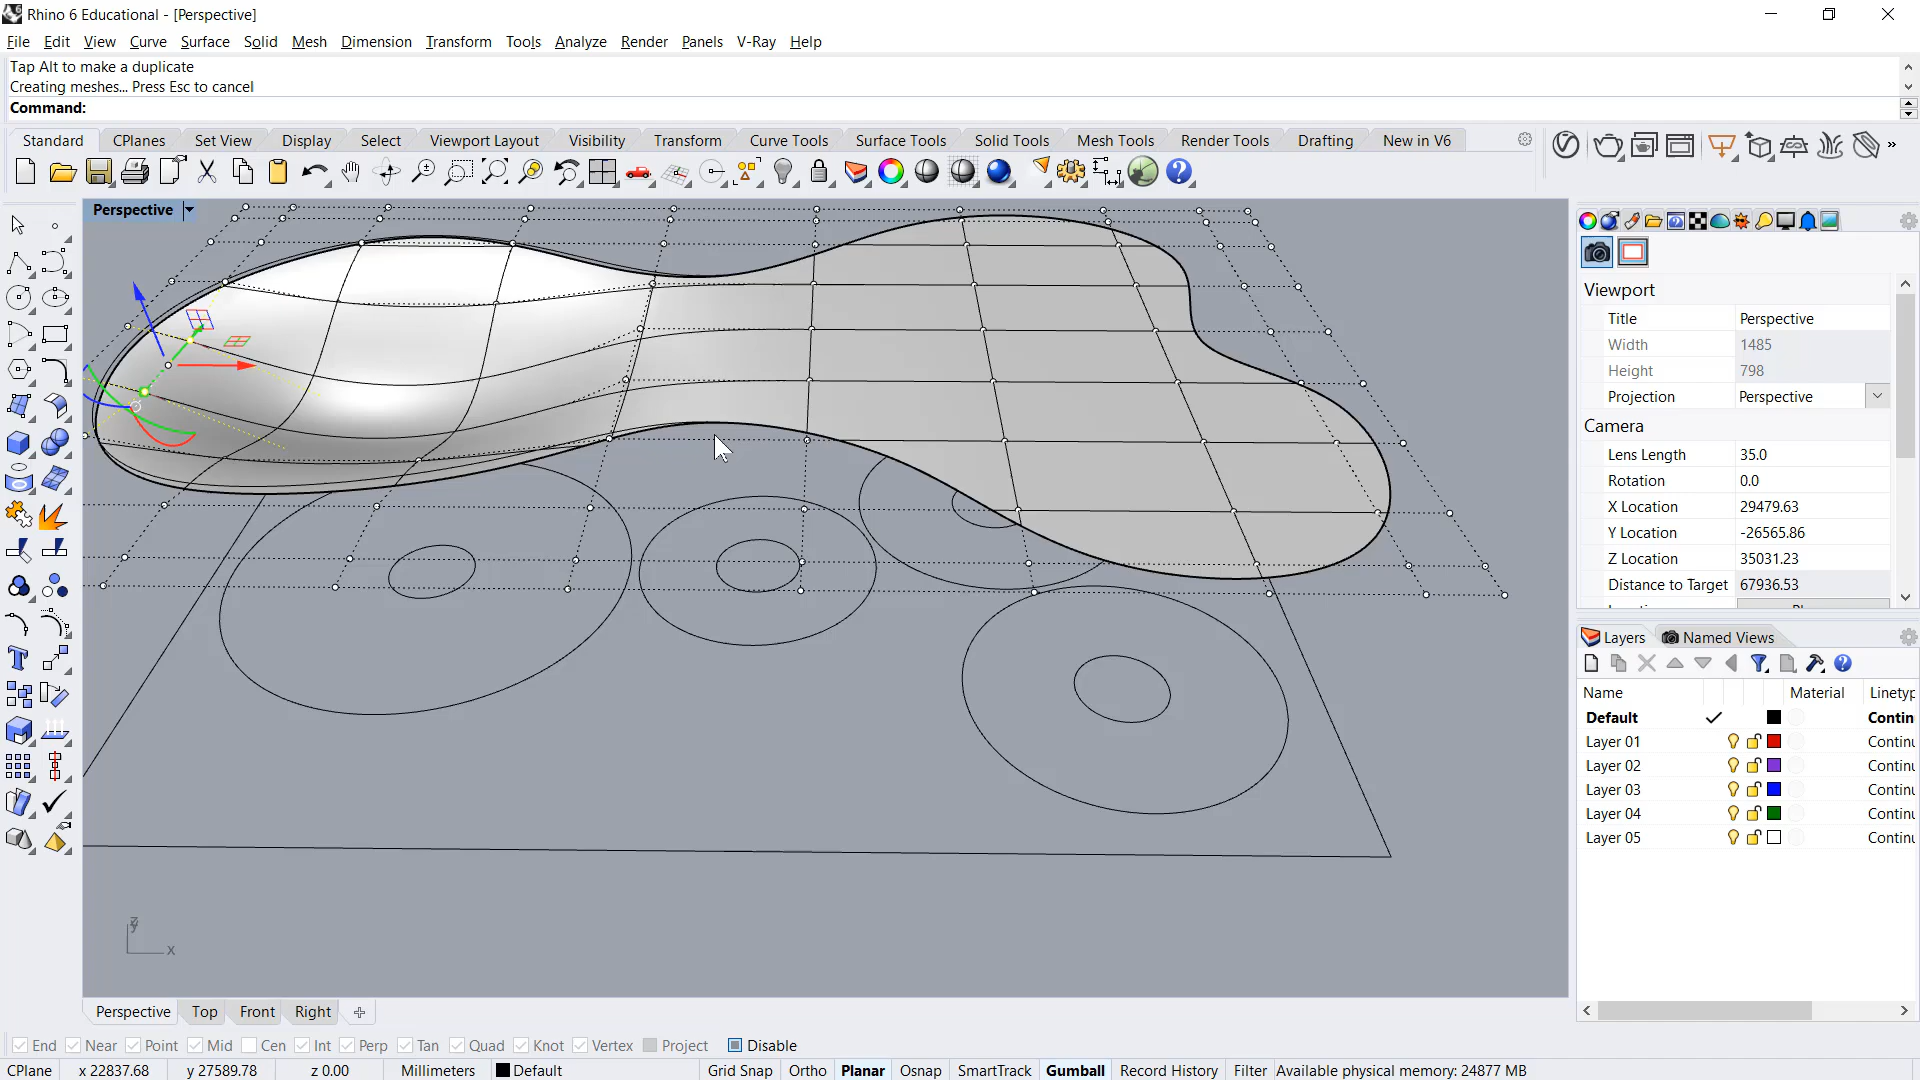 Rhino 6 Educational - [Perspective]
File Edit View Curve Surface Solid Mesh Dimension Transform Tools Analyze Render Panels V-Ray Help
Tap Alt to make a duplicate
Creating meshes... Press Esc to cancel
Command:
Standard CPlanes Set View Display Select Viewport Layout Visibility Transform Curve Tools Surface Tools Solid Tools Mesh Tools Render Tools Drafting New in V6
Perspective
Viewport
Title Perspective
Width 1485
Height 798
Projection Perspective
Camera
Lens Length 35.0
Rotation 0.0
X Location 29479.63
Y Location -26565.86
Z Location 35031.23
Distance to Target 67936.53
Layers Named Views
Name Material Linetyp
Default Contin
Layer 01 Continu
Layer 02 Continu
Layer 03 Continu
Layer 04 Continu
Layer 05 Continu
x
Perspective Top Front Right
End Near Point Mid Cen Int Perp Tan Quad Knot Vertex Project Disable
CPlane x 22837.68 y 27589.78 z 0.00 Millimeters Default Grid Snap Ortho Planar Osnap SmartTrack Gumball Record History Filter Available physical memory: 24877 MB